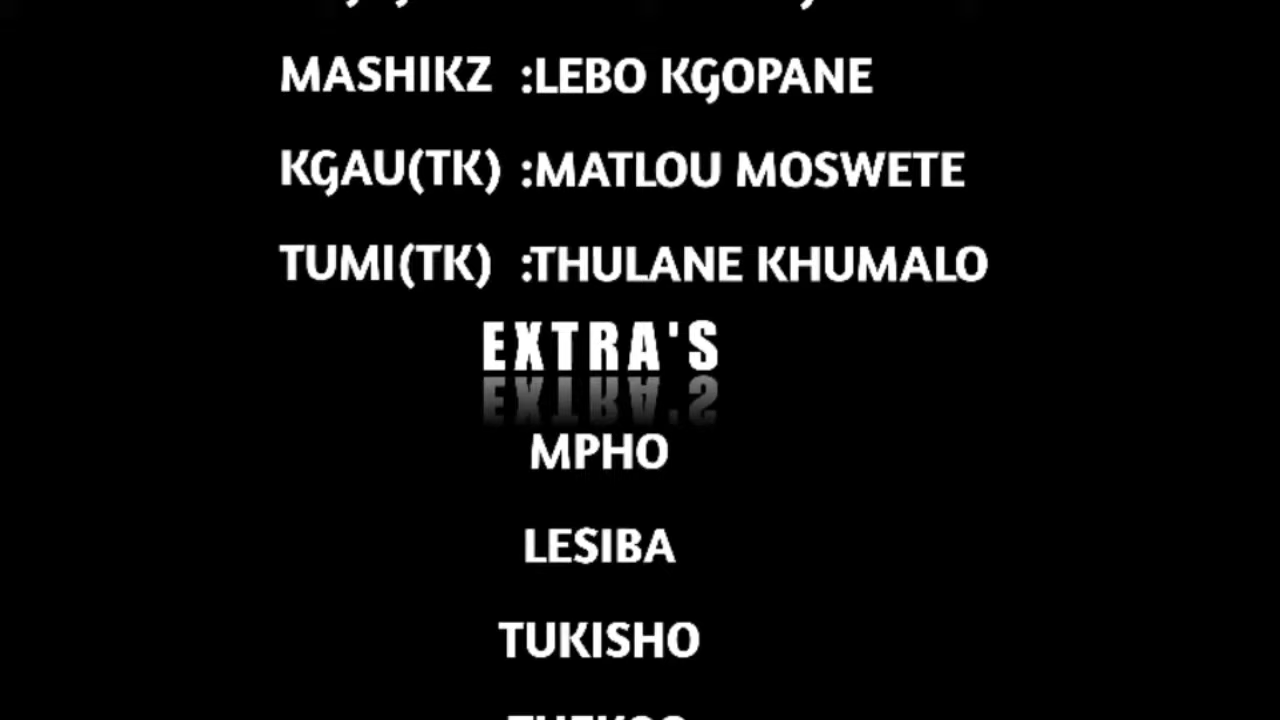 MASHIKZ :LEBO KGOPANE
KGAU(TK) :MATLOU MOSWETE
TUMI(TK) :THULANE KHUMALO
EXTRA'S
MPHO
LESIBA
TUKISHO